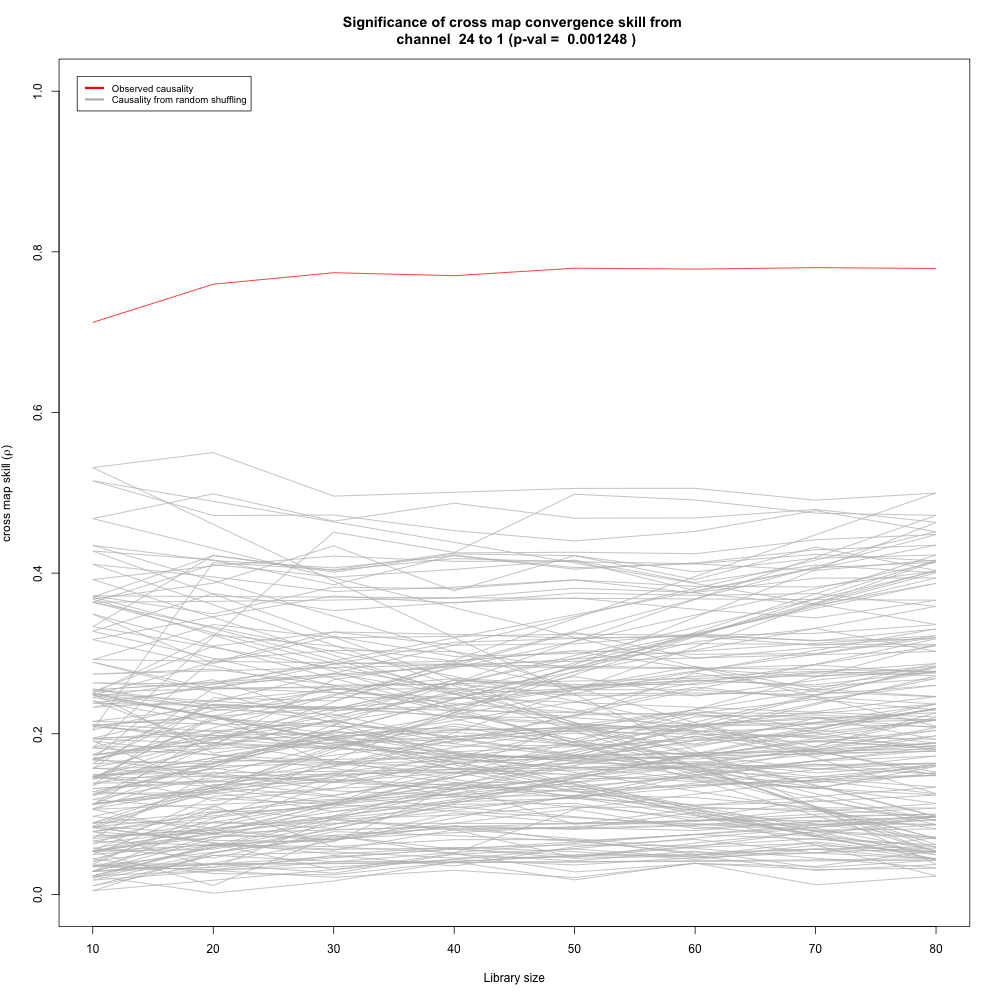 Significance of cross map convergence skill from
channel  24 to 1 (p-val =  0.001248 )
Observed causality
Causality from random shuffling
cross map skill (ρ)
1.0
0.8
0.6
0.4
0.2
0.0
10 20 30 40 50 60 70 80
Library size